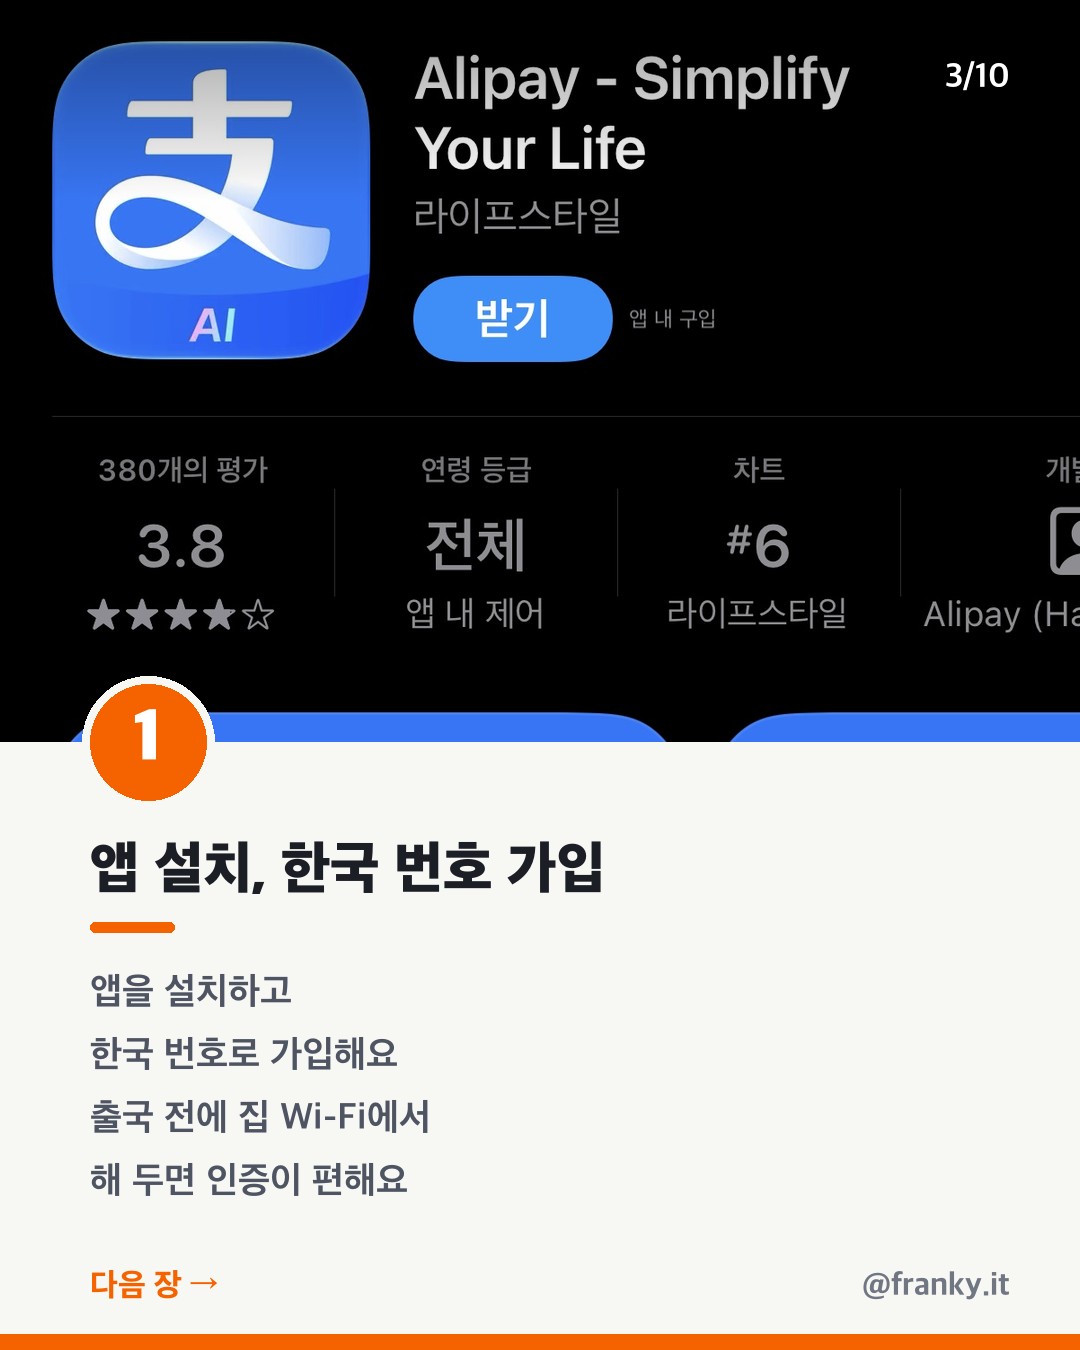 支
AI
Alipay - Simplify
Your Life
3/10
라이프스타일
받기
앱 내 구입
380개의 평가
3.8
연령 등급
전체
앱 내 제어
차트
#6
라이프스타일
Alipay (Ha
1
앱 설치, 한국 번호 가입
앱을 설치하고
한국 번호로 가입해요
출국 전에 집 Wi-Fi에서
해 두면 인증이 편해요
다음 장 →
@franky.it